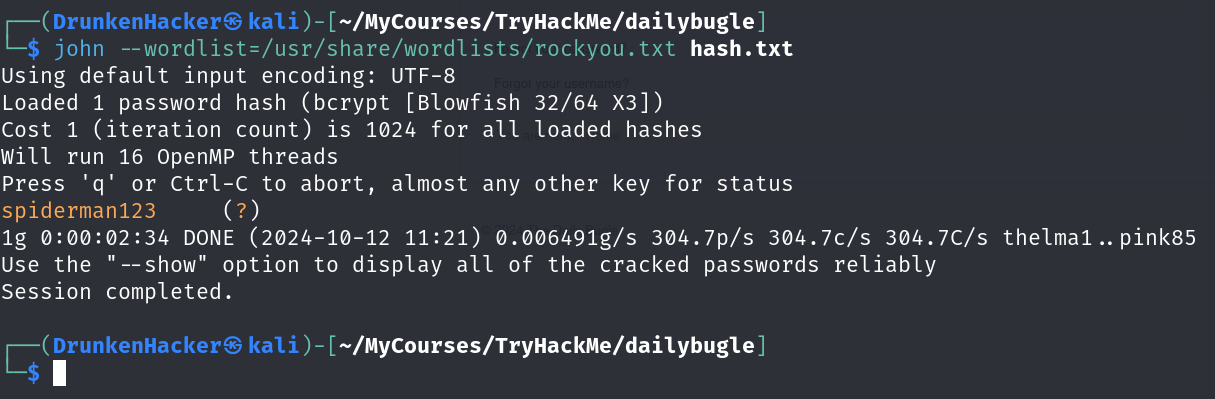 ┌──(DrunkenHacker㉿kali)-[~/MyCourses/TryHackMe/dailybugle]
└─$ john --wordlist=/usr/share/wordlists/rockyou.txt hash.txt
Forgot your username?
Using default input encoding: UTF-8
Loaded 1 password hash (bcrypt [Blowfish 32/64 X3])
Cost 1 (iteration count) is 1024 for all loaded hashes
Will run 16 OpenMP threads
Press 'q' or Ctrl-C to abort, almost any other key for status
spiderman123     (?)
1g 0:00:02:34 DONE (2024-10-12 11:21) 0.006491g/s 304.7p/s 304.7c/s 304.7C/s thelma1..pink85
Use the "--show" option to display all of the cracked passwords reliably
Session completed.
┌──(DrunkenHacker㉿kali)-[~/MyCourses/TryHackMe/dailybugle]
└─$